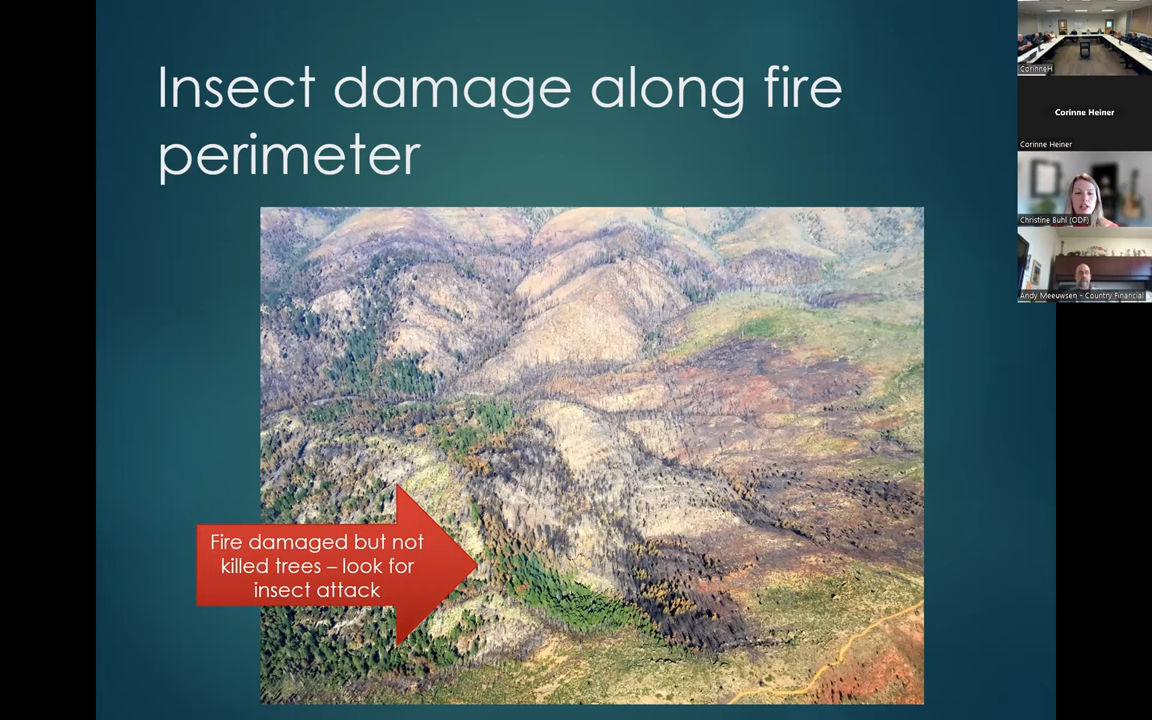 Insect damage along fire
perimeter
Fire damaged but not
killed trees – look for
insect attack
CorinneH
Corinne Heiner
Corinne Heiner
Christine Buhl (ODF)
Andy Meeuwsen - Country Financial